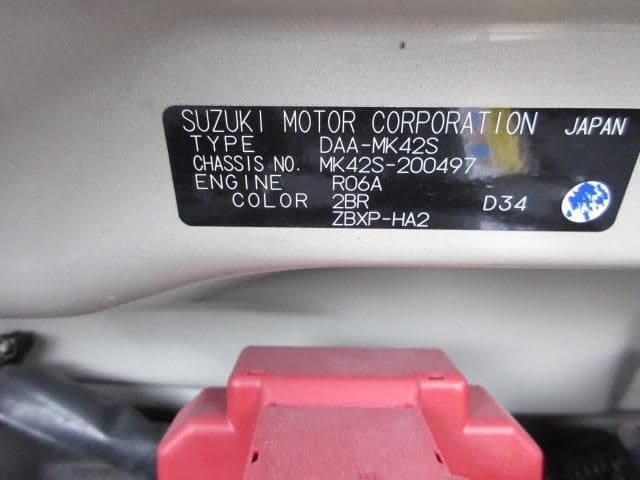 SUZUKI MOTOR CORPORATION JAPAN
TYPE DAA-MK42S
CHASSIS NO. MK42S-200497
ENGINE R06A
COLOR 2BR D34
ZBXP-HA2